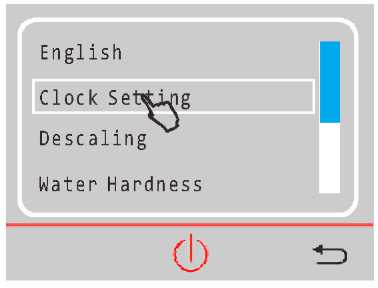 English
Clock Setting
Descaling
Water Hardness